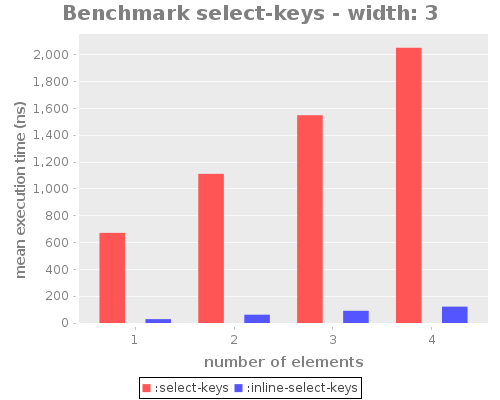 Benchmark select-keys - width: 3
mean execution time (ns)
2,000
1,800
1,600
1,400
1,200
1,000
800
600
400
200
0
1 2 3 4
number of elements
:select-keys :inline-select-keys